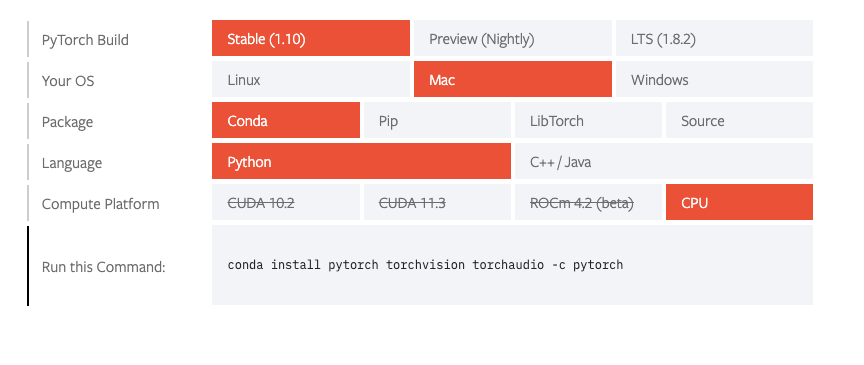 PyTorch Build Stable (1.10) Preview (Nightly) LTS (1.8.2)
Your OS Linux Mac Windows
Package Conda Pip LibTorch Source
Language Python C++ / Java
Compute Platform CUDA 10.2 CUDA 11.3 ROCm 4.2 (beta) CPU
Run this Command: conda install pytorch torchvision torchaudio -c pytorch